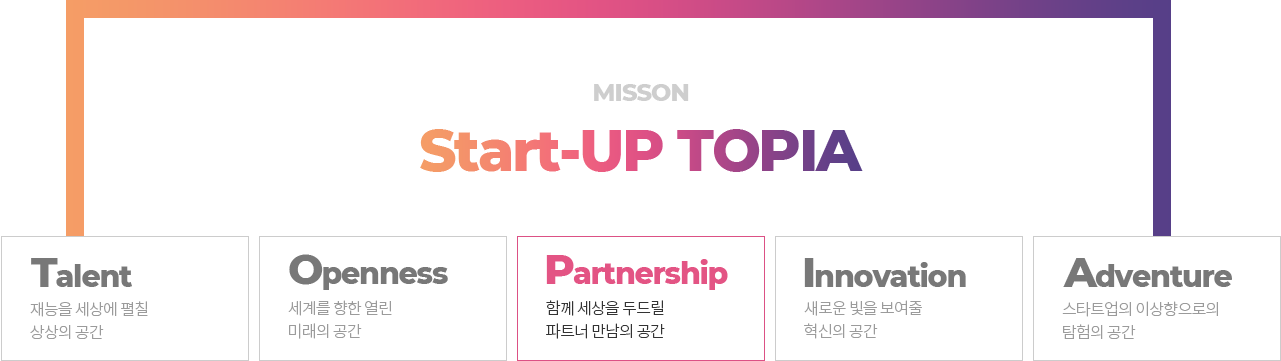 MISSON
Start-UP TOPIA
Talent
재능을 세상에 펼칠
상상의 공간
Openness
세계를 향한 열린
미래의 공간
Partnership
함께 세상을 두드릴
파트너 만남의 공간
Innovation
새로운 빛을 보여줄
혁신의 공간
Adventure
스타트업의 이상향으로의
탐험의 공간